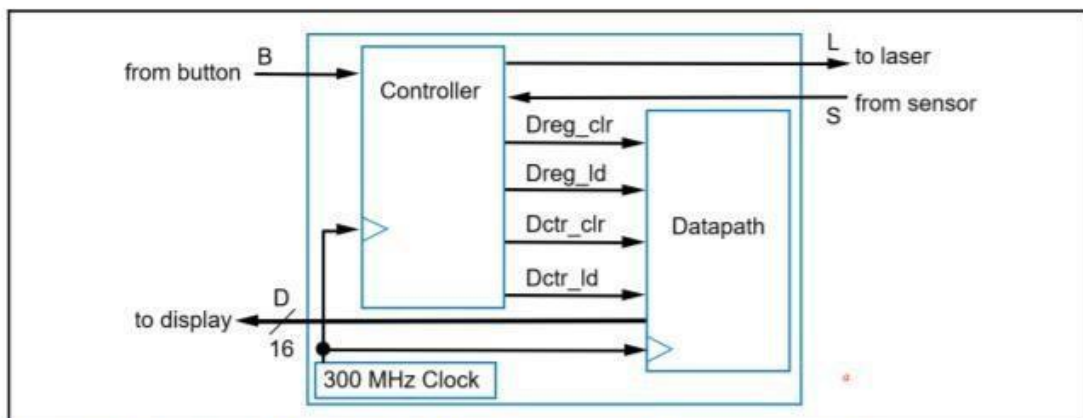 B
L
from button
to laser
Controller
from sensor
S
Dreg_clr
Dreg_ld
Dctr_clr
Datapath
Dctr_ld
D
to display
16
300 MHz Clock